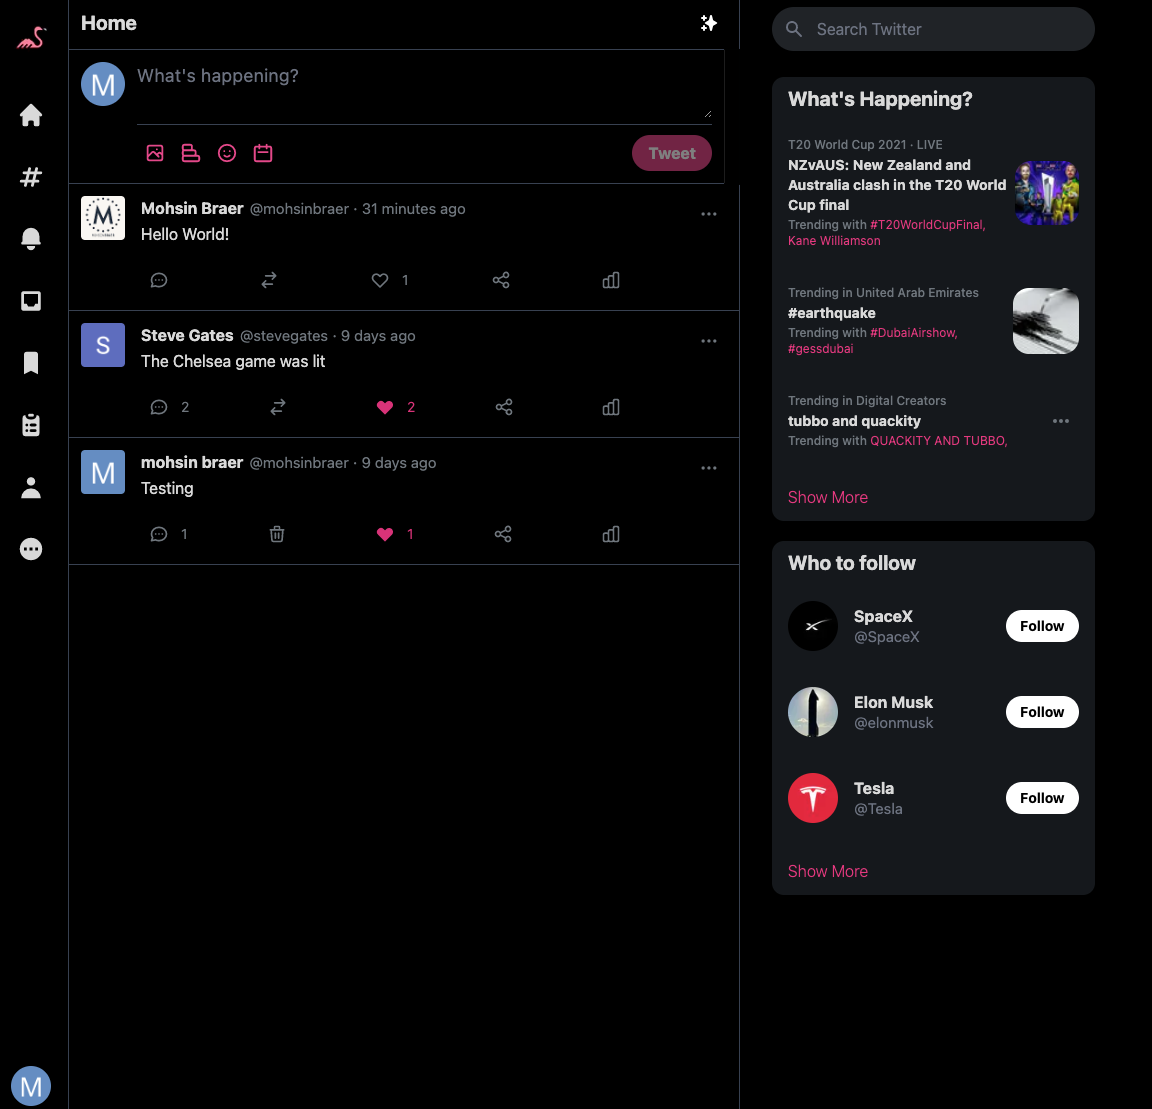 Home
M
What's happening?
Tweet
M
Mohsin Braer @mohsinbraer · 31 minutes ago
Hello World!
1
S
Steve Gates @stevegates · 9 days ago
The Chelsea game was lit
2
2
M
mohsin braer @mohsinbraer · 9 days ago
Testing
1
1
M
Search Twitter
What's Happening?
T20 World Cup 2021 · LIVE
NZvAUS: New Zealand and
Australia clash in the T20 World
Cup final
Trending with #T20WorldCupFinal,
Kane Williamson
Trending in United Arab Emirates
#earthquake
Trending with #DubaiAirshow,
#gessdubai
Trending in Digital Creators
tubbo and quackity
Trending with QUACKITY AND TUBBO,
Show More
Who to follow
SpaceX
@SpaceX
Follow
Elon Musk
@elonmusk
Follow
Tesla
@Tesla
Follow
Show More